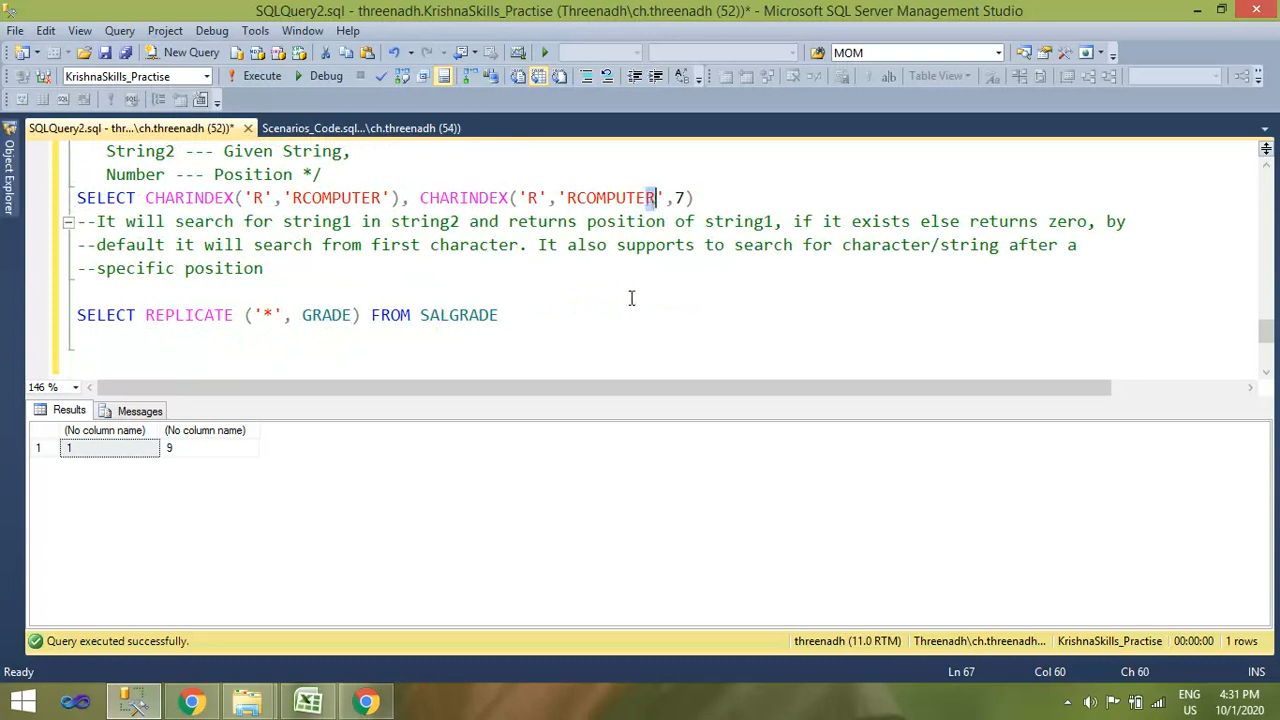 SQLQuery2.sql - threenadh.KrishnaSkills_Practise (Threenadh\ch.threenadh (52))* - Microsoft SQL Server Management Studio
File Edit View Query Project Debug Tools Window Help
New Query MOM
KrishnaSkills_Practise Execute Debug Table View
SQLQuery2.sql - thr...\ch.threenadh (52))* Scenarios_Code.sql...\ch.threenadh (54))
Object Explorer
String2 --- Given String,
Number --- Position */
SELECT CHARINDEX('R','RCOMPUTER'), CHARINDEX('R','RCOMPUTER',7)
--It will search for string1 in string2 and returns position of string1, if it exists else returns zero, by
--default it will search from first character. It also supports to search for character/string after a
--specific position
SELECT REPLICATE ('*', GRADE) FROM SALGRADE
146 %
Results Messages
(No column name) (No column name)
1 1 9
Query executed successfully. threenadh (11.0 RTM) Threenadh\ch.threenadh... KrishnaSkills_Practise 00:00:00 1 rows
Ready Ln 67 Col 60 Ch 60 INS
ENG 4:31 PM
US 10/1/2020